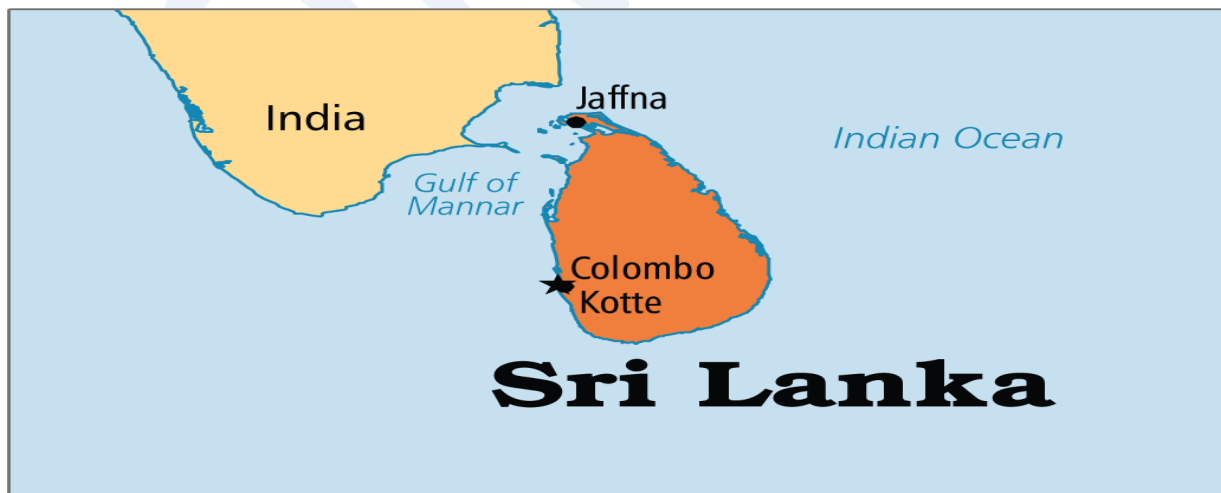 Jaffna
India
Indian Ocean
Gulf of
Mannar
Colombo
Kotte
Sri Lanka